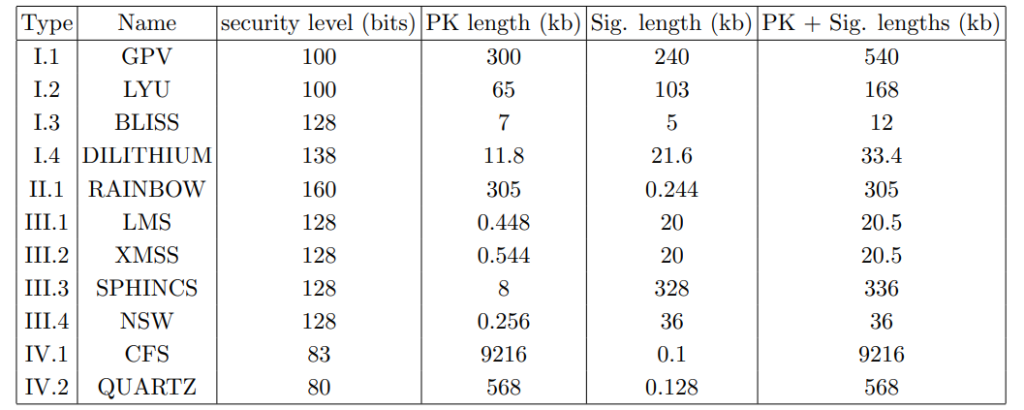 Type Name security level (bits) PK length (kb) Sig. length (kb) PK + Sig. lengths (kb)
I.1 GPV 100 300 240 540
I.2 LYU 100 65 103 168
I.3 BLISS 128 7 5 12
I.4 DILITHIUM 138 11.8 21.6 33.4
II.1 RAINBOW 160 305 0.244 305
III.1 LMS 128 0.448 20 20.5
III.2 XMSS 128 0.544 20 20.5
III.3 SPHINCS 128 8 328 336
III.4 NSW 128 0.256 36 36
IV.1 CFS 83 9216 0.1 9216
IV.2 QUARTZ 80 568 0.128 568